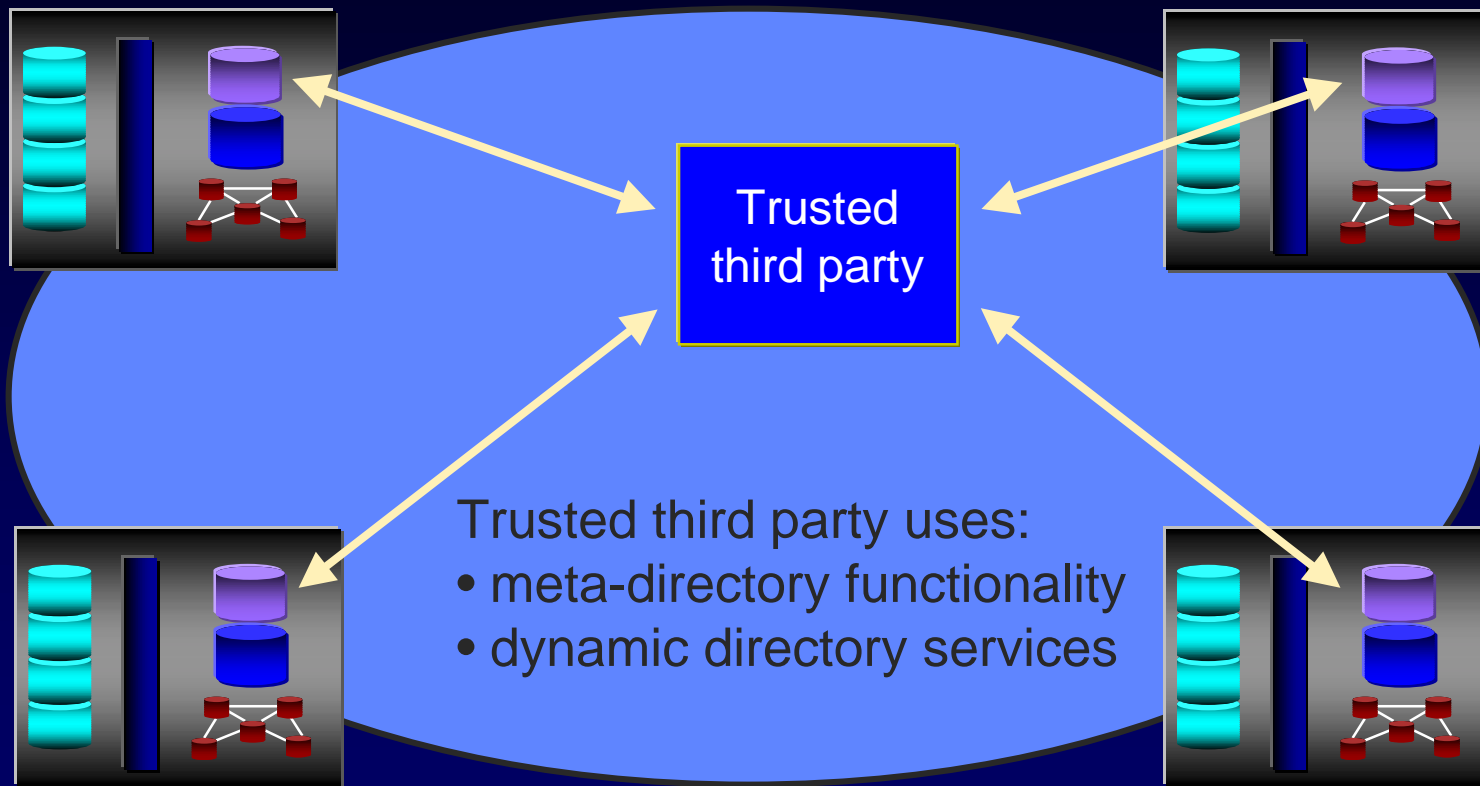 Trusted
third party
Trusted third party uses:
• meta-directory functionality
• dynamic directory services